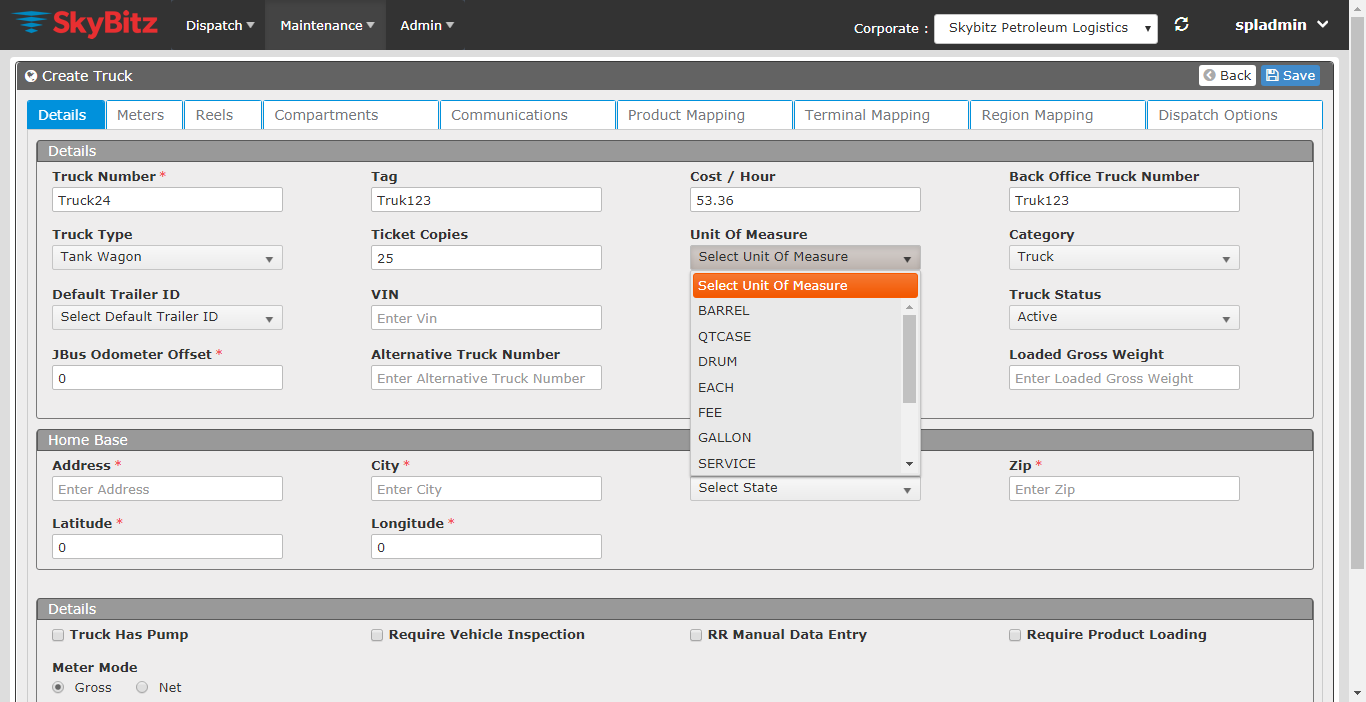 SkyBitz Dispatch Maintenance Admin Corporate : Skybitz Petroleum Logistics spladmin
Create Truck Back Save
Details Meters Reels Compartments Communications Product Mapping Terminal Mapping Region Mapping Dispatch Options
Details
Truck Number * Tag Cost / Hour Back Office Truck Number
Truck24 Truk123 53.36 Truk123
Truck Type Ticket Copies Unit Of Measure Category
Tank Wagon 25 Select Unit Of Measure Truck
Select Unit Of Measure
Default Trailer ID VIN Truck Status
BARREL
Select Default Trailer ID Enter Vin Active
QTCASE
JBus Odometer Offset * Alternative Truck Number DRUM Loaded Gross Weight
0 Enter Alternative Truck Number EACH Enter Loaded Gross Weight
FEE
Home Base GALLON
Address * City * SERVICE Zip *
Enter Address Enter City Select State Enter Zip
Latitude * Longitude *
0 0
Details
Truck Has Pump Require Vehicle Inspection RR Manual Data Entry Require Product Loading
Meter Mode
Gross Net